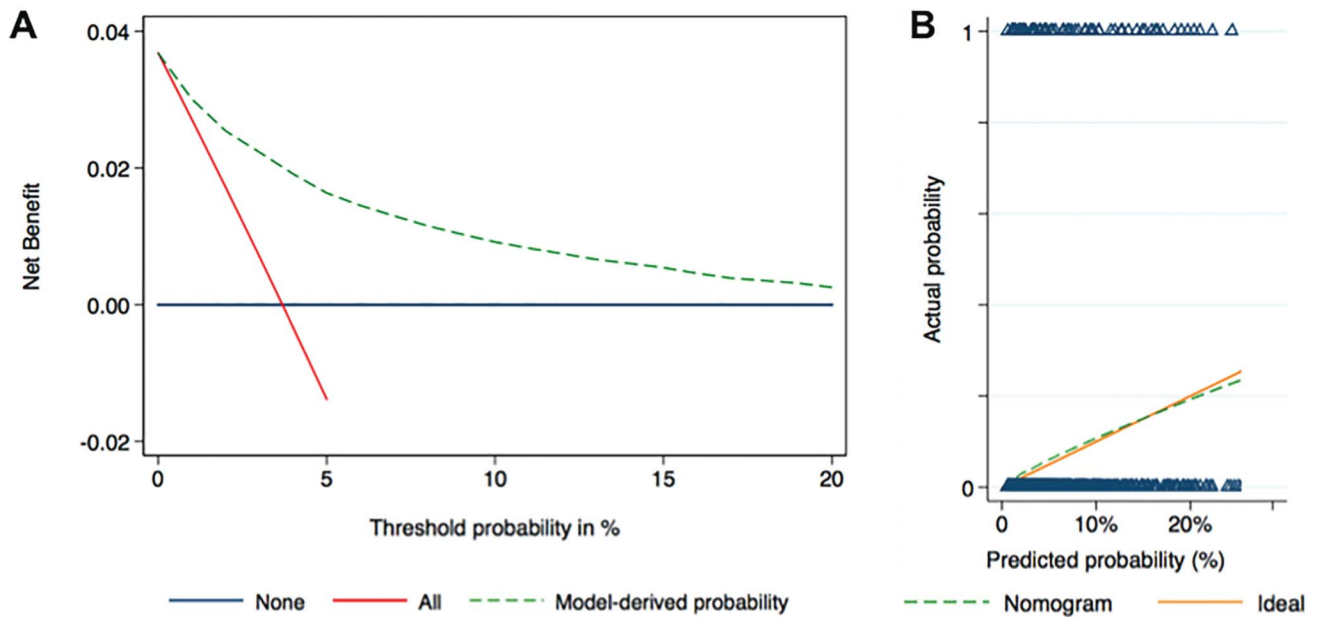 A
0.04
0.02
0.00
-0.02
Net Benefit
0
5
10
15
20
Threshold probability in %
None
All
Model-derived probability
B
1
0
Actual probability
0
10%
20%
Predicted probability (%)
Nomogram
Ideal